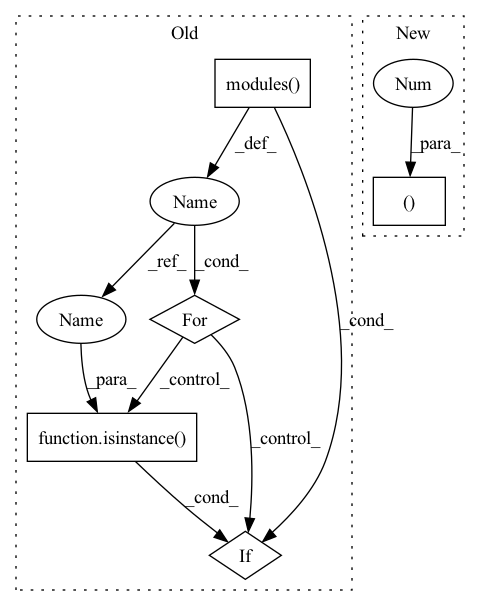 Old
New
modules()
Num
_def_
_para_
Name
()
_ref_
_cond_
_cond_
Name
For
_para_
_control_
_control_
function.isinstance()
_cond_
If